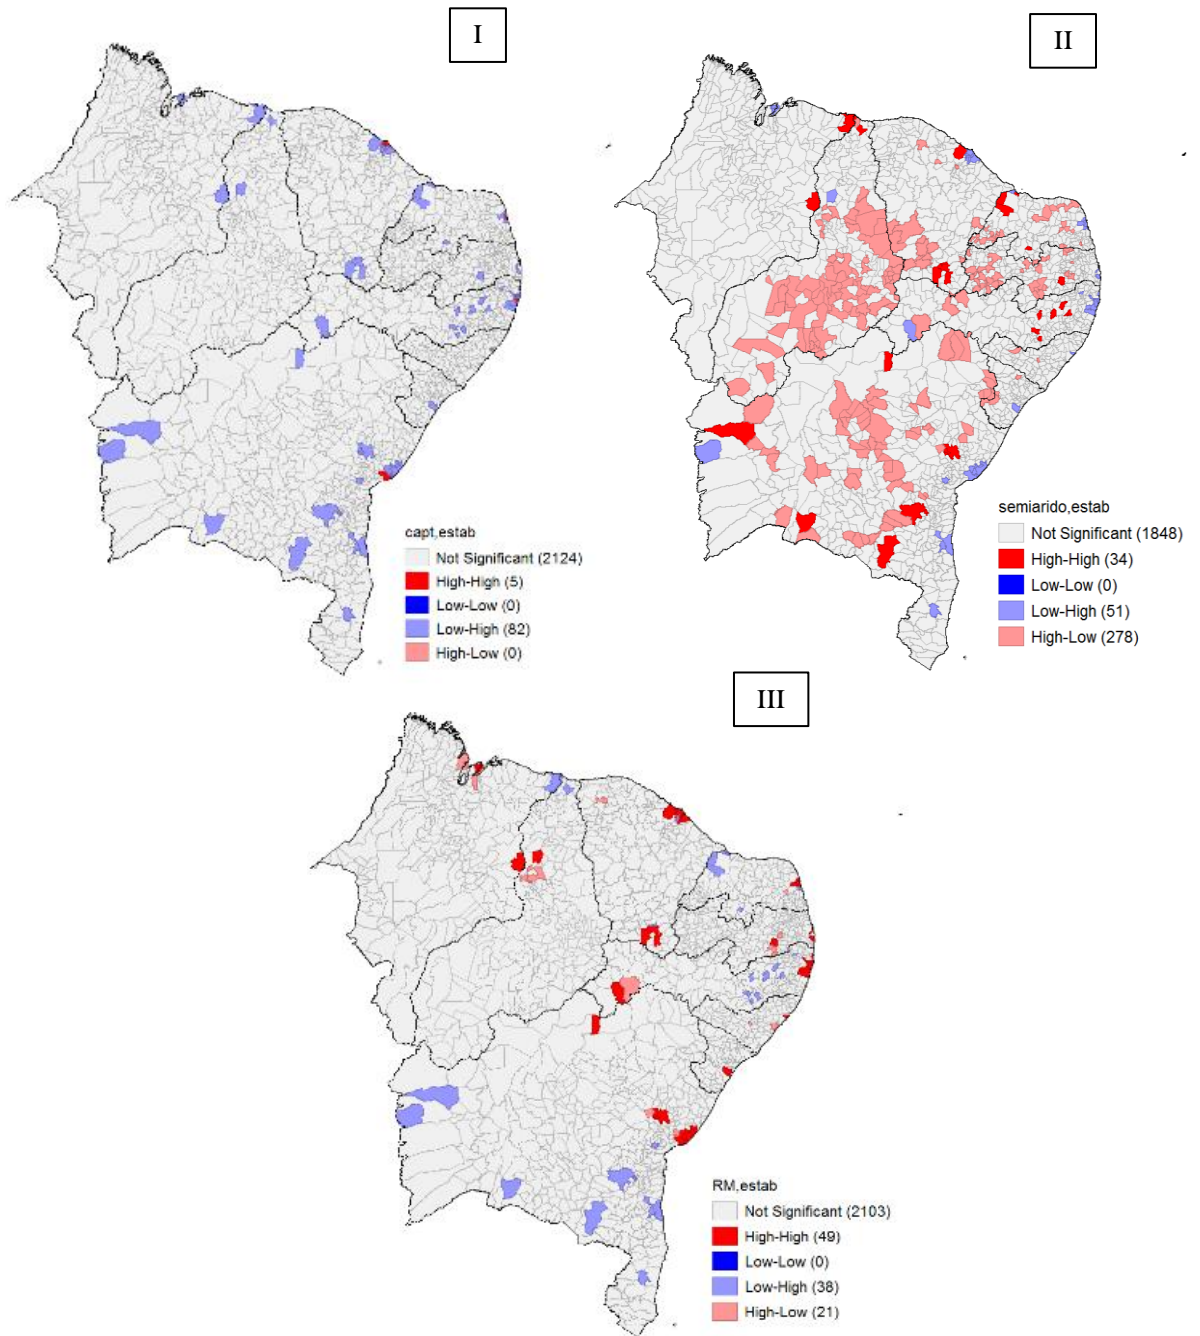 I
II
capt,estab
Not Significant (2124)
High-High (5)
Low-Low (0)
Low-High (82)
High-Low (0)
semiarido,estab
Not Significant (1848)
High-High (34)
Low-Low (0)
Low-High (51)
High-Low (278)
III
RM,estab
Not Significant (2103)
High-High (49)
Low-Low (0)
Low-High (38)
High-Low (21)